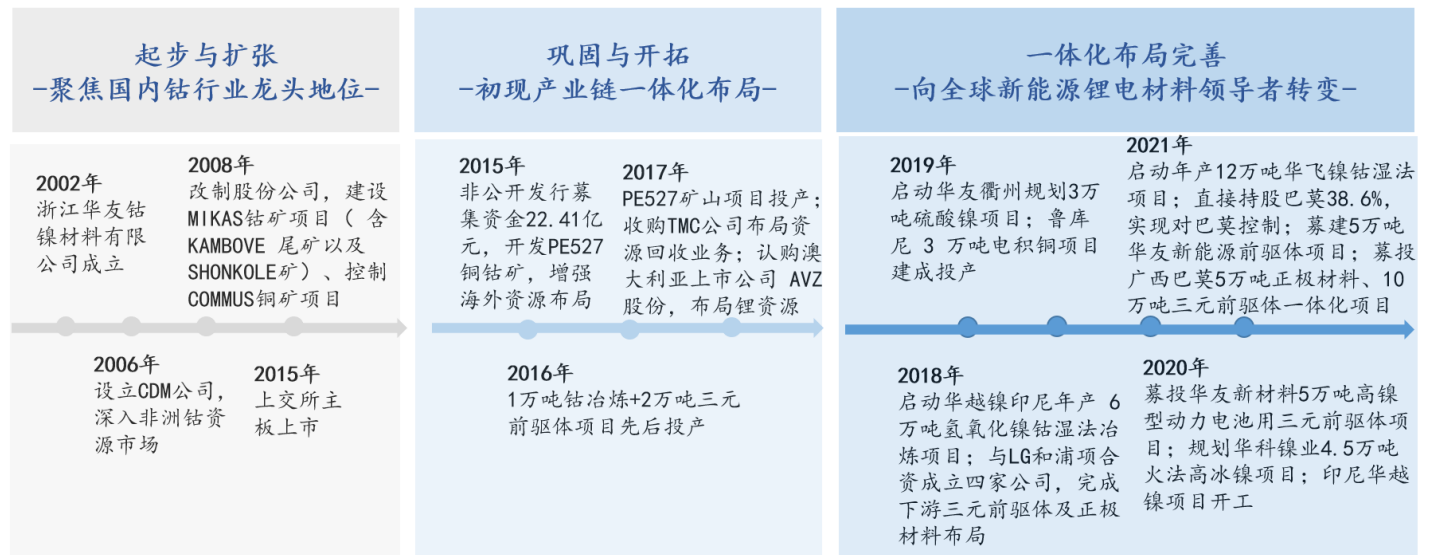 起步与扩张
-聚焦国内钴行业龙头地位-
2002年
浙江华友钴
镍材料有限
公司成立
2008年
改制股份公司，建设
MIKAS钴矿项目（ 含
KAMBOVE 尾矿以及
SHONKOLE矿）、控制
COMMUS铜矿项目
2006年
设立CDM公司，
深入非洲钴资
源市场
2015年
上交所主
板上市
巩固与开拓
-初现产业链一体化布局-
2015年
非公开发行募
集资金22.41亿
元，开发PE527
铜钴矿，增强
海外资源布局
2017年
PE527矿山项目投产；
收购TMC公司布局资
源回收业务；认购澳
大利亚上市公司 AVZ
股份，布局锂资源
2016年
1万吨钴冶炼+2万吨三元
前驱体项目先后投产
一体化布局完善
-向全球新能源锂电材料领导者转变-
2019年
启动华友衢州规划3万
吨硫酸镍项目；鲁库
尼 3 万吨电积铜项目
建成投产
2021年
启动年产12万吨华飞镍钴湿法
项目；直接持股巴莫38.6%，
实现对巴莫控制；募建5万吨
华友新能源前驱体项目；募投
广西巴莫5万吨正极材料、10
万吨三元前驱体一体化项目
2018年
启动华越镍印尼年产 6
万吨氢氧化镍钴湿法冶
炼项目；与LG和浦项合
资成立四家公司，完成
下游三元前驱体及正极
材料布局
2020年
募投华友新材料5万吨高镍
型动力电池用三元前驱体项
目；规划华科镍业4.5万吨
火法高冰镍项目；印尼华越
镍项目开工